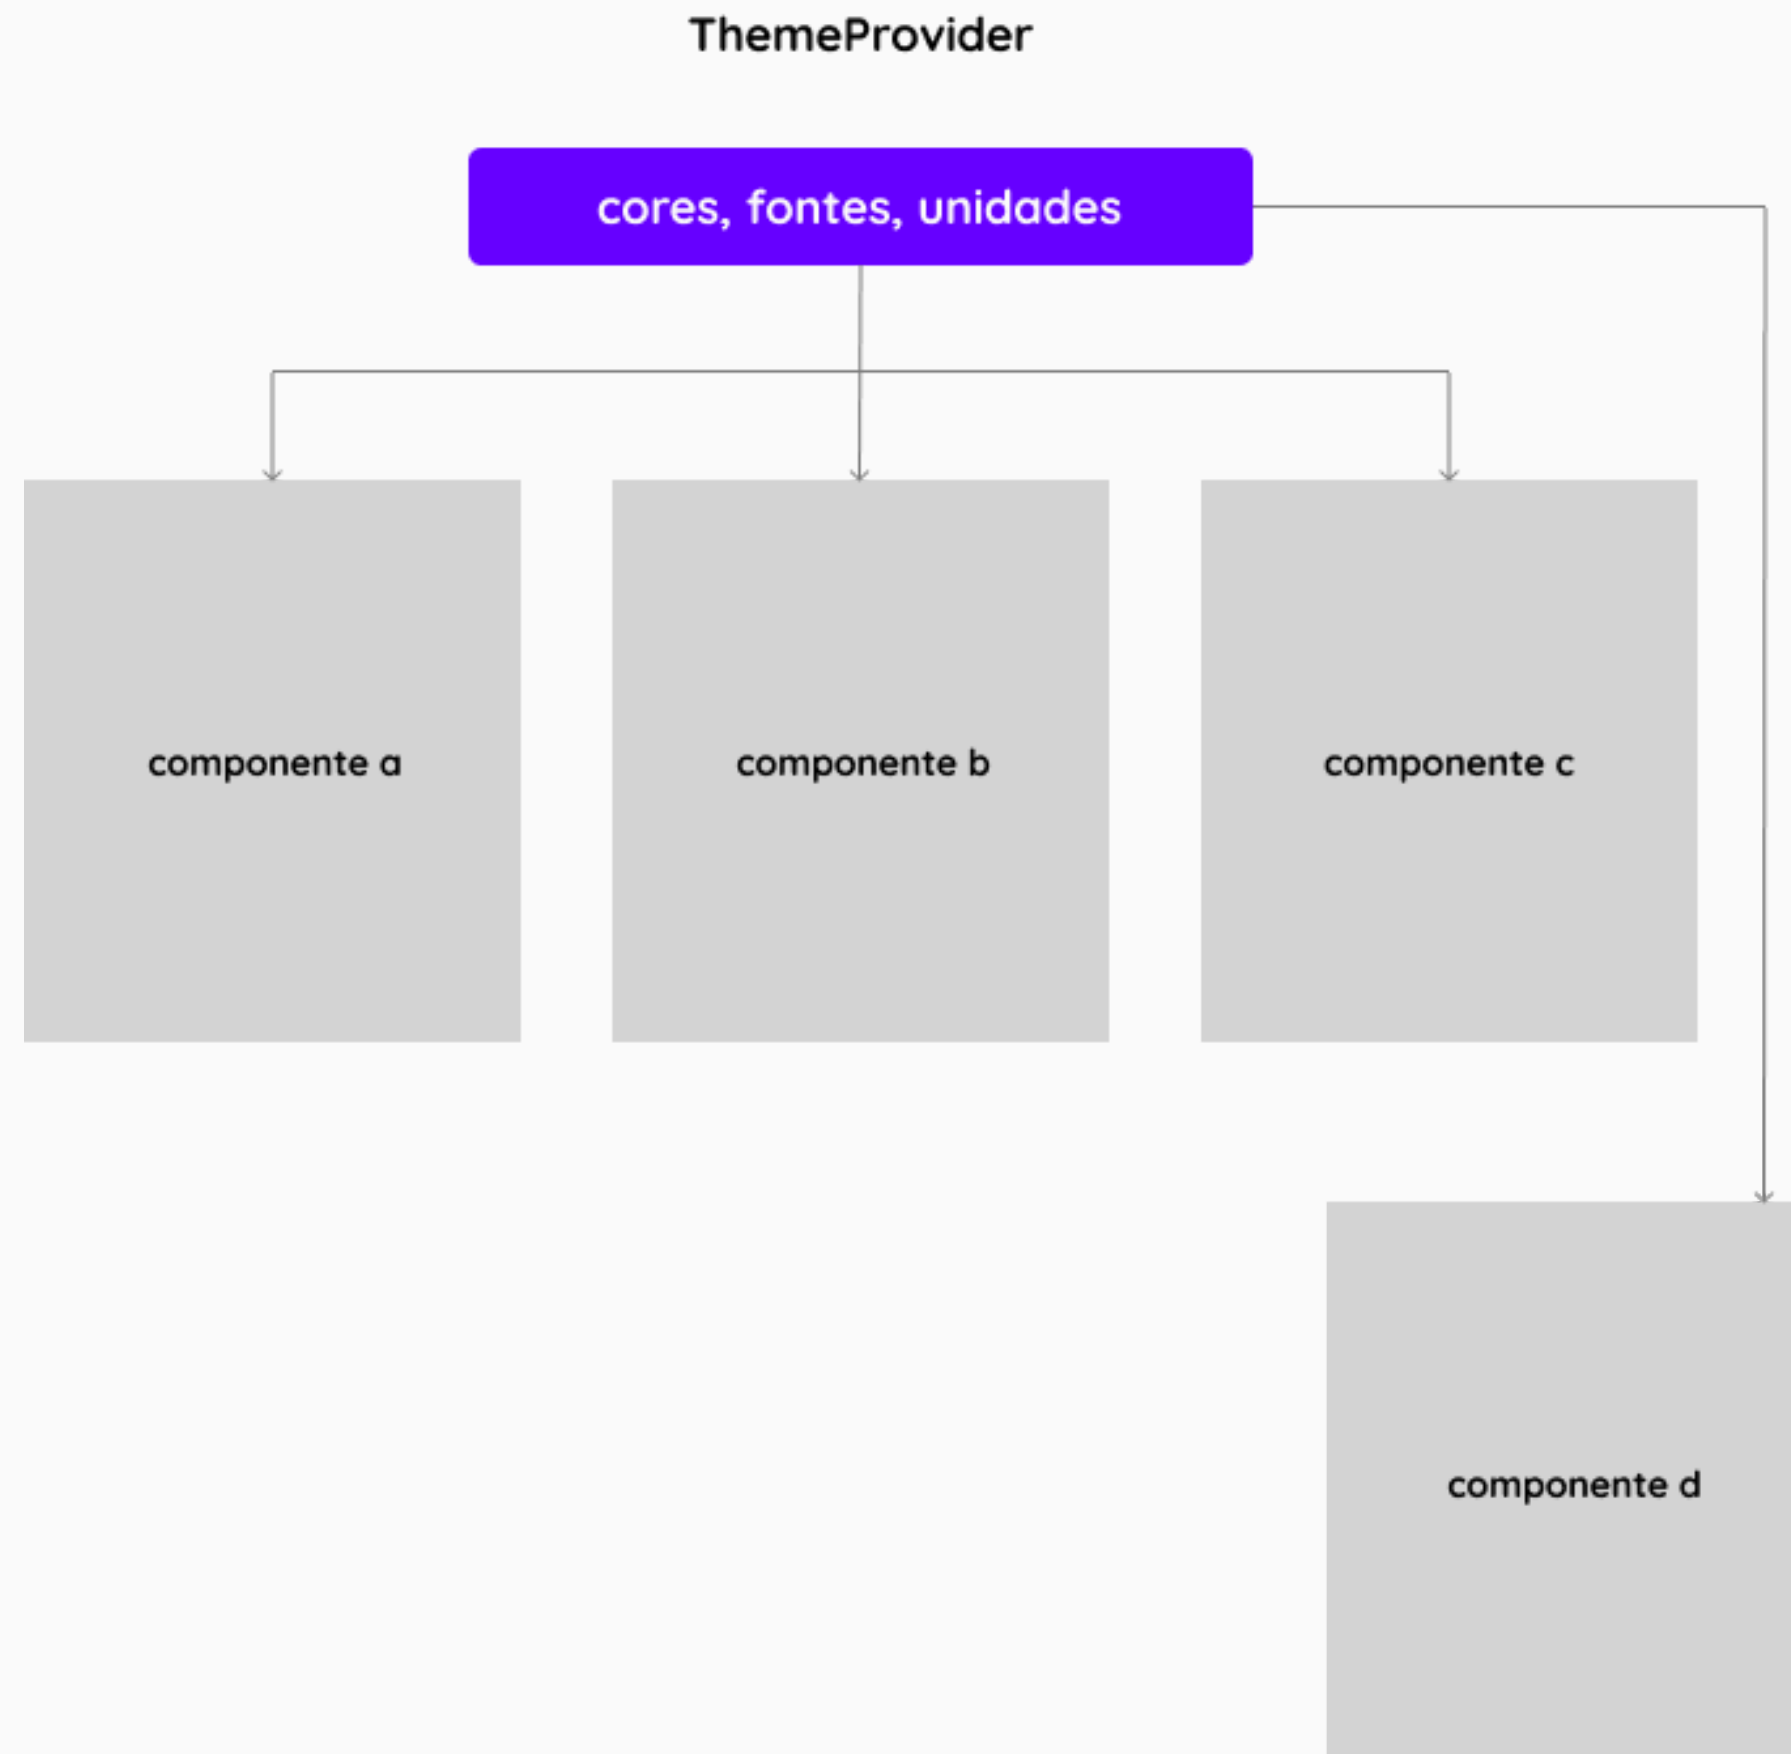 ThemeProvider
cores, fontes, unidades
componente a
componente b
componente c
componente d